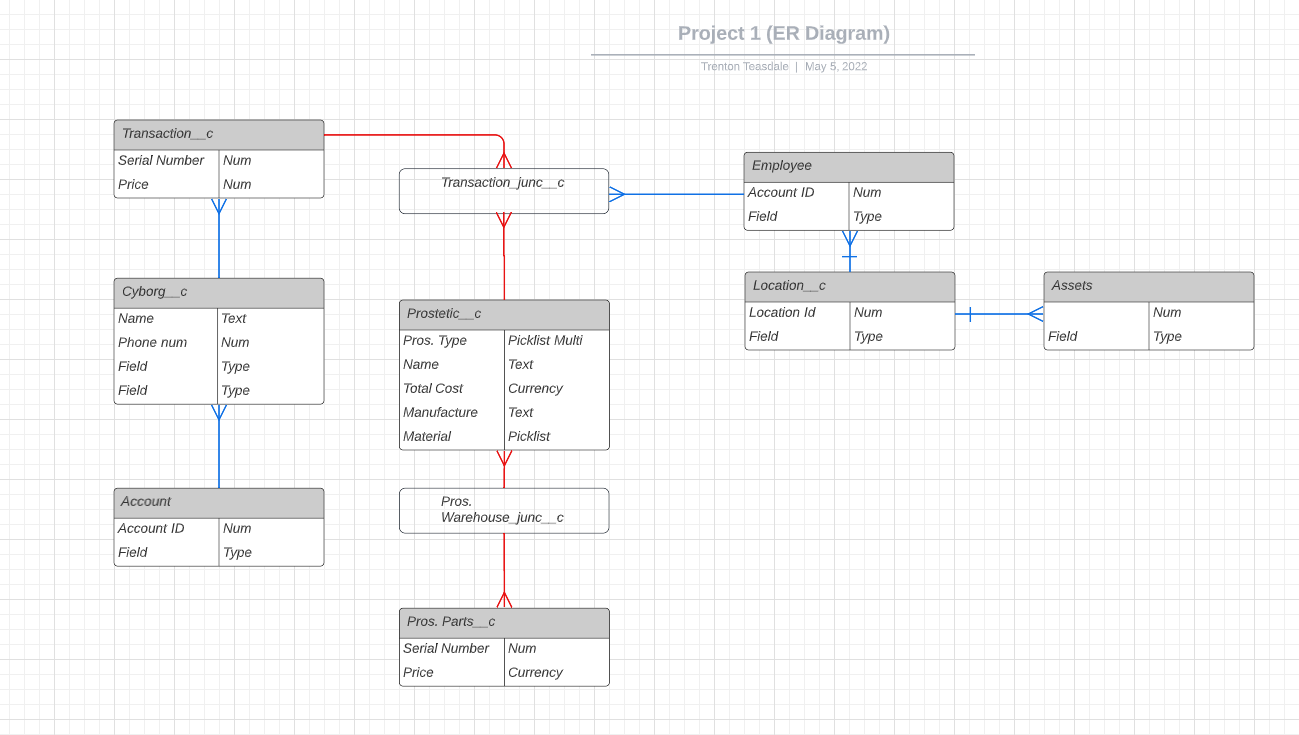 Project 1 (ER Diagram)
Trenton Teasdale | May 5, 2022
Transaction__c
Serial Number Num
Price Num
Transaction_junc__c
Employee
Account ID Num
Field Type
Cyborg__c
Name Text
Phone num Num
Field Type
Field Type
Prostetic__c
Pros. Type Picklist Multi
Name Text
Total Cost Currency
Manufacture Text
Material Picklist
Location__c
Location Id Num
Field Type
Assets
Num
Field Type
Account
Account ID Num
Field Type
Pros.
Warehouse_junc__c
Pros. Parts__c
Serial Number Num
Price Currency